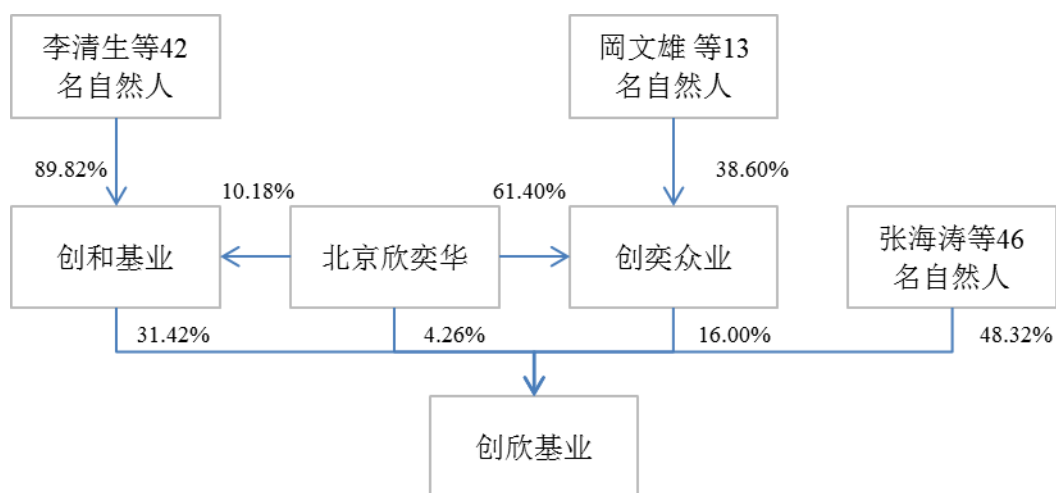 李清生等42
名自然人
岡文雄 等13
名自然人
89.82%
10.18%
61.40%
38.60%
创和基业
北京欣奕华
创奕众业
张海涛等46
名自然人
31.42%
4.26%
16.00%
48.32%
创欣基业